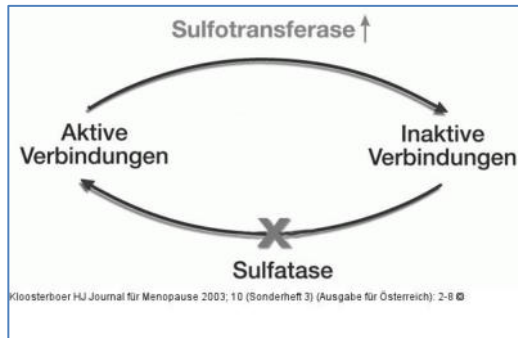 Sulfotransferase↑
Aktive
Verbindungen
Inaktive
Verbindungen
Sulfatase
Kloosterboer HJ Journal für Menopause 2003; 10 (Sonderheft 3) (Ausgabe für Österreich): 2-8 ©